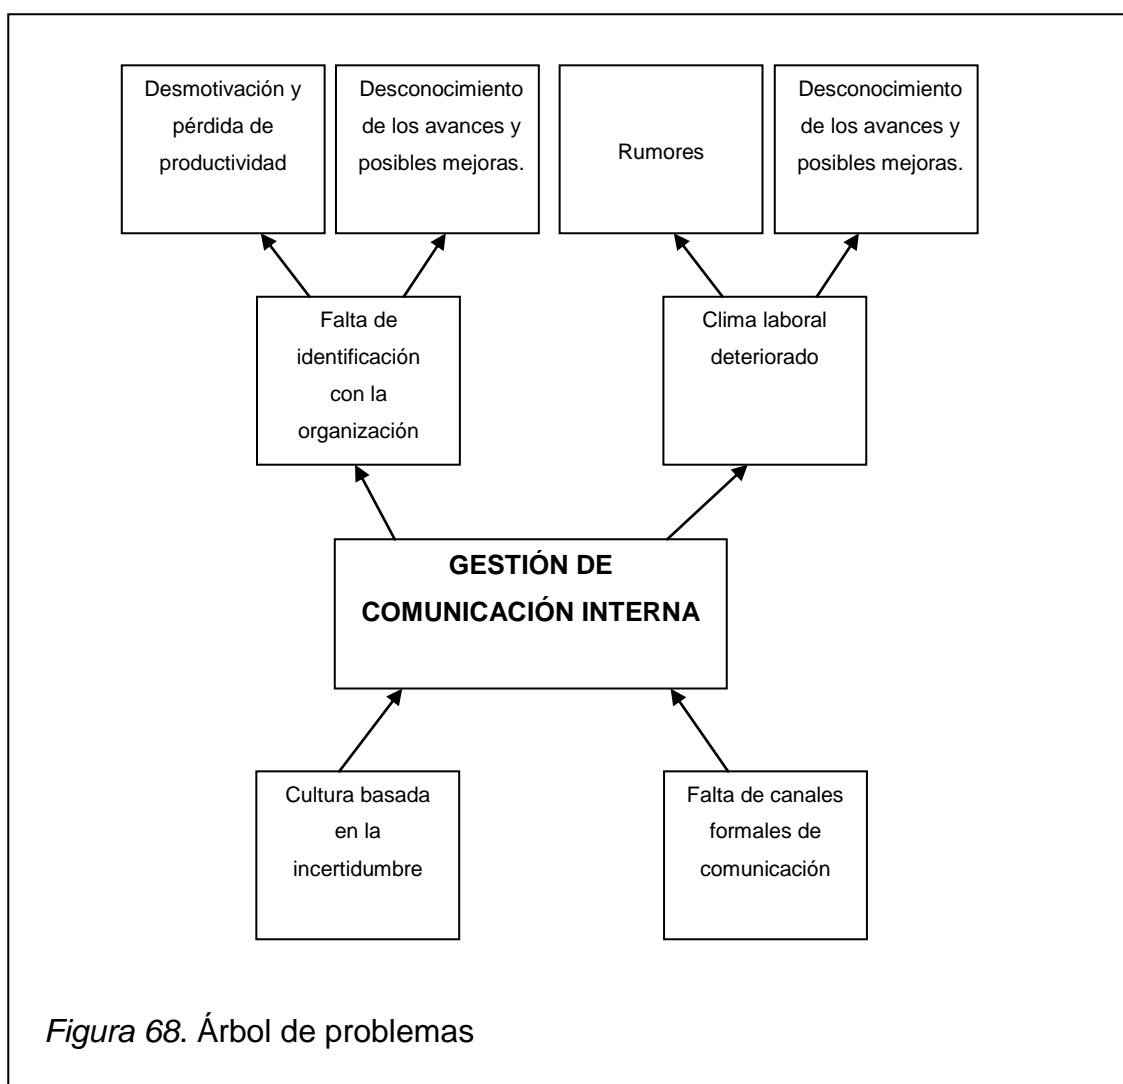 Desmotivación y
pérdida de
productividad
Desconocimiento
de los avances y
posibles mejoras.
Rumores
Desconocimiento
de los avances y
posibles mejoras.
Falta de
identificación
con la
organización
Clima laboral
deteriorado
GESTIÓN DE
COMUNICACIÓN INTERNA
Cultura basada
en la
incertidumbre
Falta de canales
formales de
comunicación
Figura 68. Árbol de problemas